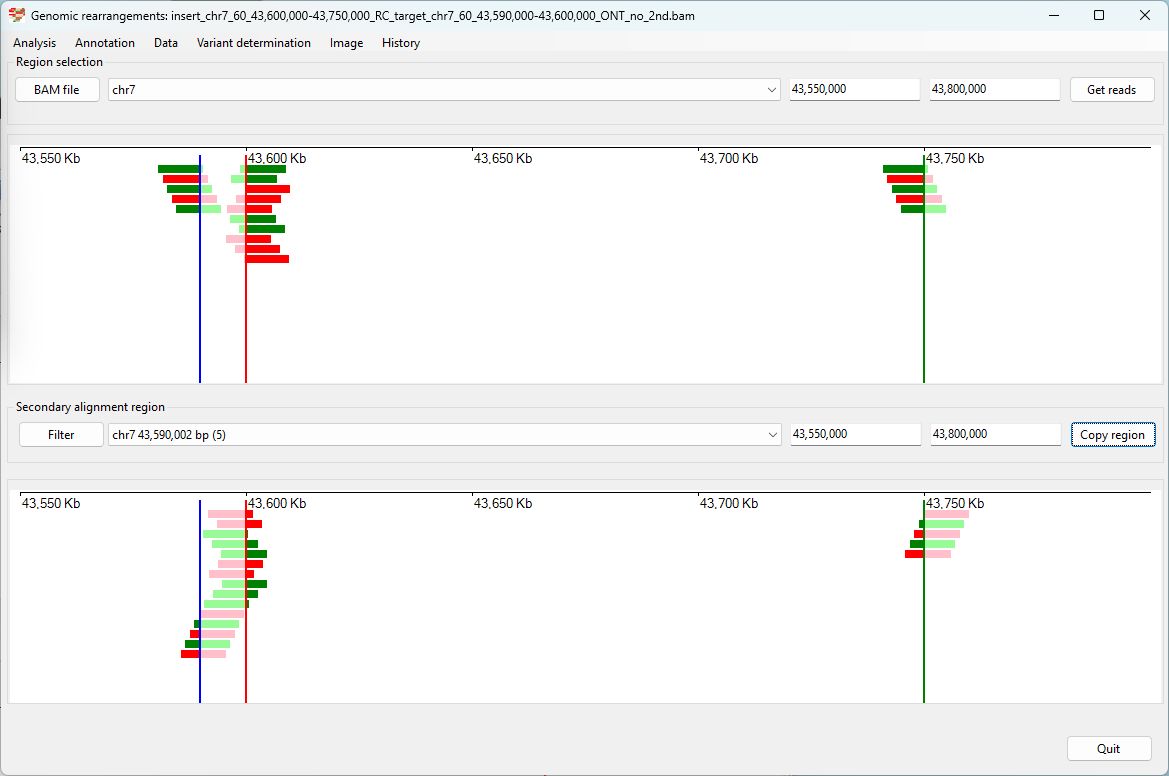 Genomic rearrangements: insert_chr7_60_43,600,000-43,750,000_RC_target_chr7_60_43,590,000-43,600,000_ONT_no_2nd.bam
Analysis Annotation Data Variant determination Image History
Region selection
BAM file chr7 43,550,000 43,800,000 Get reads
43,550 Kb 43,600 Kb 43,650 Kb 43,700 Kb 43,750 Kb
Secondary alignment region
Filter chr7 43,590,002 bp (5) 43,550,000 43,800,000 Copy region
43,550 Kb 43,600 Kb 43,650 Kb 43,700 Kb 43,750 Kb
Quit